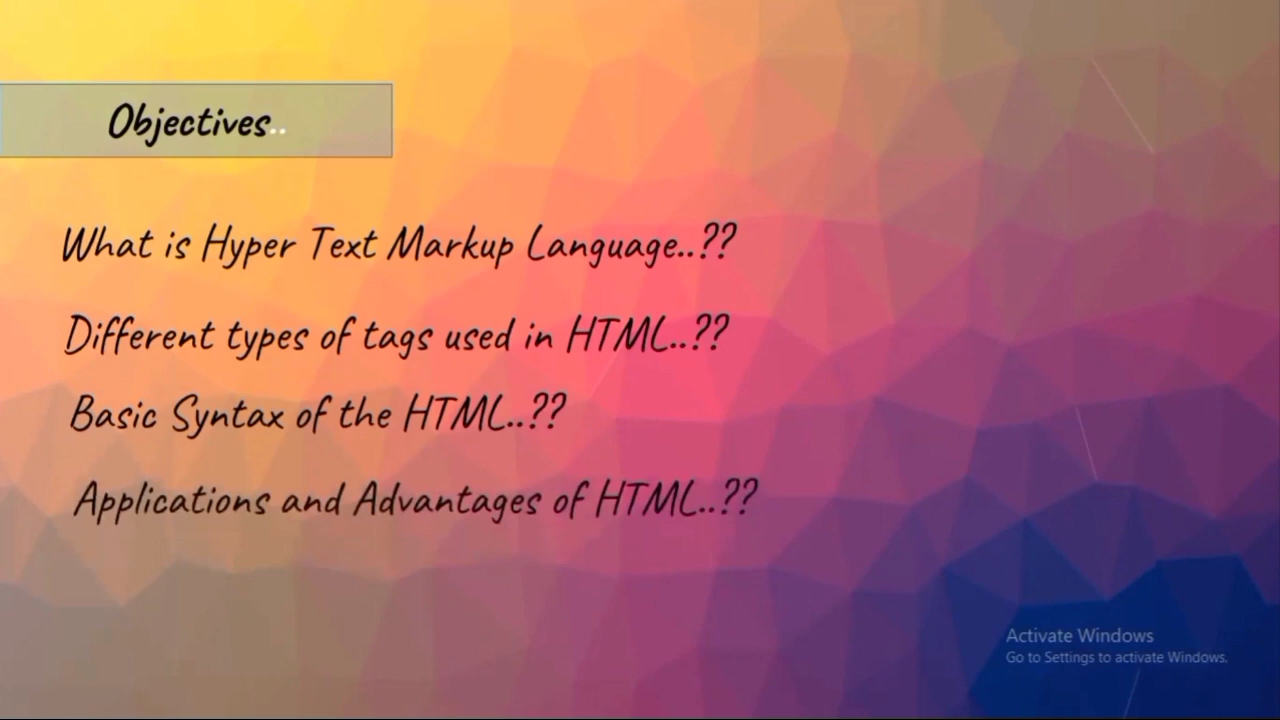 Objectives..
What is Hyper Text Markup Language..??
Different types of tags used in HTML..??
Basic Syntax of the HTML..??
Applications and Advantages of HTML..??
Activate Windows
Go to Settings to activate Windows.